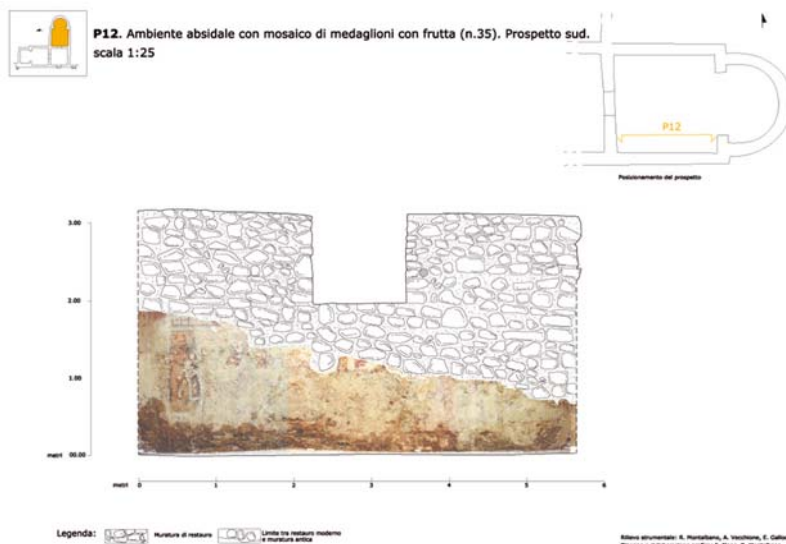 P12. Ambiente absidale con mosaico di medaglioni con frutta (n.35). Prospetto sud.
scala 1:25
P12
Posizionamento del prospetto
3.00
2.00
1.00
metri 00.00
metri 0 1 2 3 4 5 6
Legenda: Muratura di restauro Limite tra restauro moderno
e muratura antica
Rilievo strumentale: R. Montalbano, A. Vecchione, E. Gallo